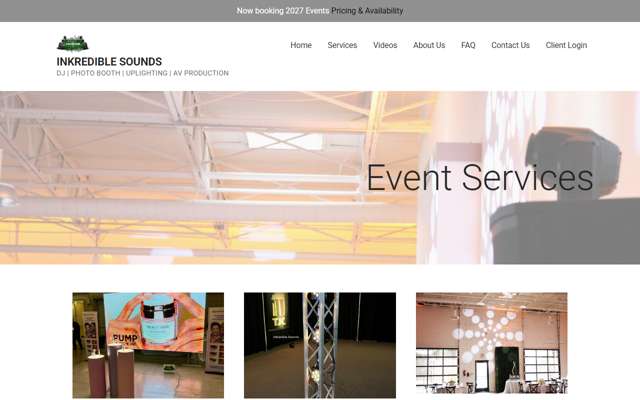 Now booking 2027 Events Pricing & Availability
INKREDIBLE SOUNDS
DJ | PHOTO BOOTH | UPLIGHTING | AV PRODUCTION
Home Services Videos About Us FAQ Contact Us Client Login
Event Services
PUMP
TK